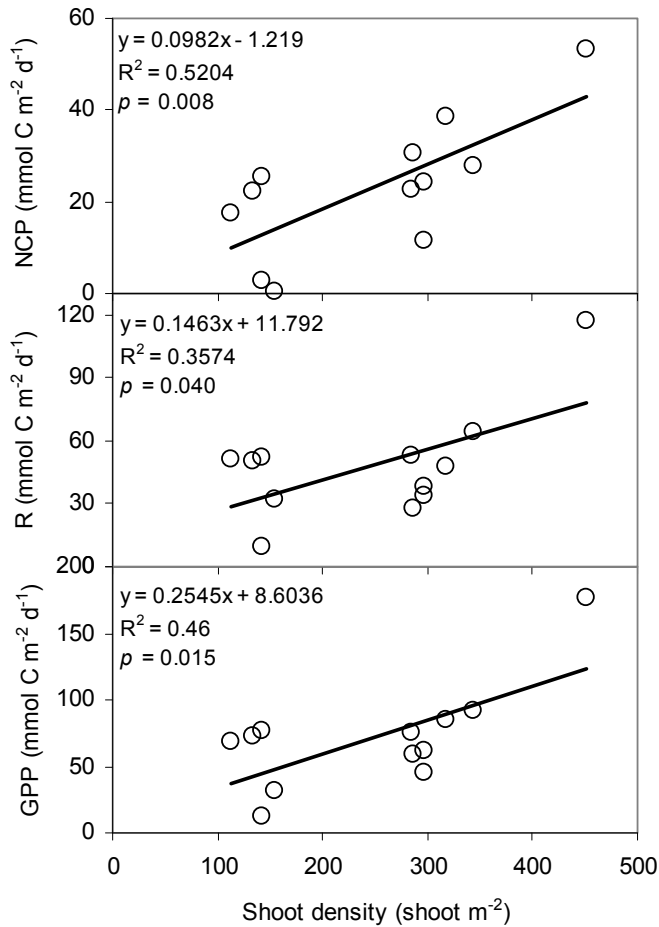 60
40
20
0
NCP (mmol C m⁻² d⁻¹)
y = 0.0982x - 1.219
R² = 0.5204
p = 0.008
120
90
60
30
0
R (mmol C m⁻² d⁻¹)
y = 0.1463x + 11.792
R² = 0.3574
p = 0.040
200
150
100
50
0
GPP (mmol C m⁻² d⁻¹)
y = 0.2545x + 8.6036
R² = 0.46
p = 0.015
0 100 200 300 400 500
Shoot density (shoot m⁻²)